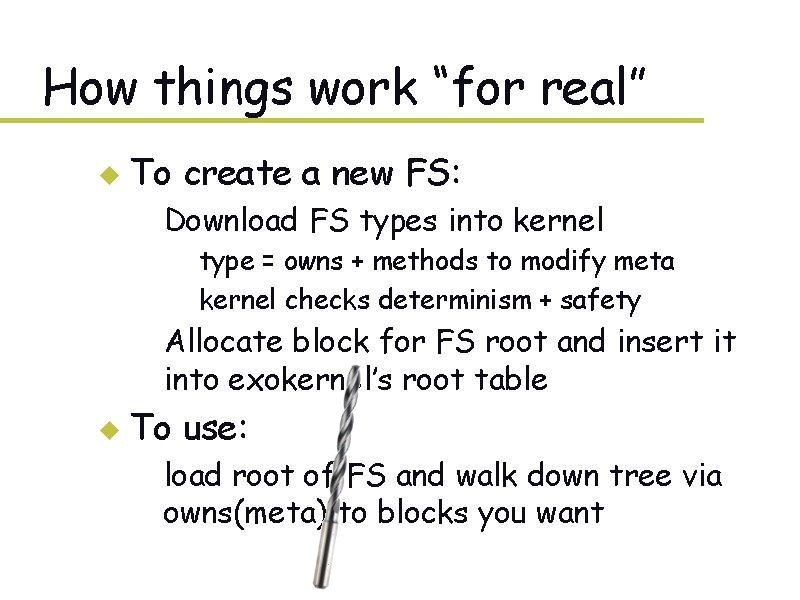 How things work “for real”
To create a new FS:
Download FS types into kernel
type = owns + methods to modify meta
kernel checks determinism + safety
Allocate block for FS root and insert it
into exokernel’s root table
To use:
load root of FS and walk down tree via
owns(meta) to blocks you want